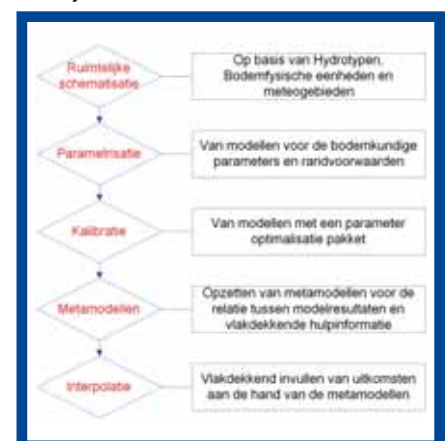 Ruimtelijke
schematisatie
Op basis van Hydrotypen,
Bodemfysische eenheden en
meteogebieden
Parametrisatie
Van modellen voor de bodemkundige
parameters en randvoorwaarden
Kalibratie
Van modellen met een parameter
optimalisatie pakket
Metamodellen
Opzetten van metamodellen voor de
relatie tussen modelresultaten en
vlakdekkende hulpinformatie
Interpolatie
Vlakdekkend invullen van uitkomsten
aan de hand van de metamodellen